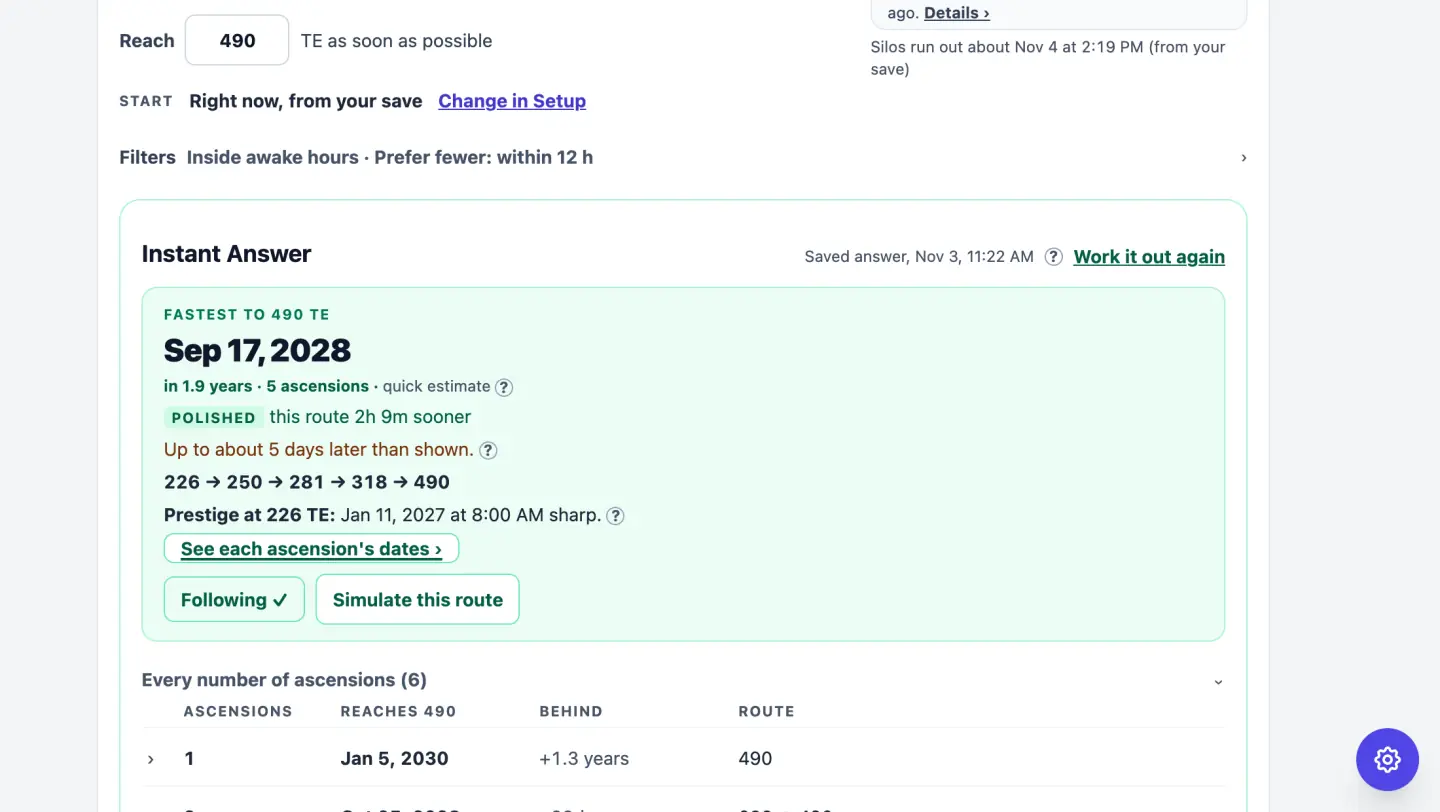 ago. Details ›
Reach 490 TE as soon as possible
Silos run out about Nov 4 at 2:19 PM (from your
save)
START Right now, from your save Change in Setup
Filters Inside awake hours · Prefer fewer: within 12 h ›
Instant Answer
Saved answer, Nov 3, 11:22 AM ? Work it out again
FASTEST TO 490 TE
Sep 17, 2028
in 1.9 years · 5 ascensions · quick estimate ?
POLISHED this route 2h 9m sooner
Up to about 5 days later than shown. ?
226 → 250 → 281 → 318 → 490
Prestige at 226 TE: Jan 11, 2027 at 8:00 AM sharp. ?
See each ascension's dates ›
Following ✓ Simulate this route
Every number of ascensions (6)
ASCENSIONS REACHES 490 BEHIND ROUTE
› 1 Jan 5, 2030 +1.3 years 490